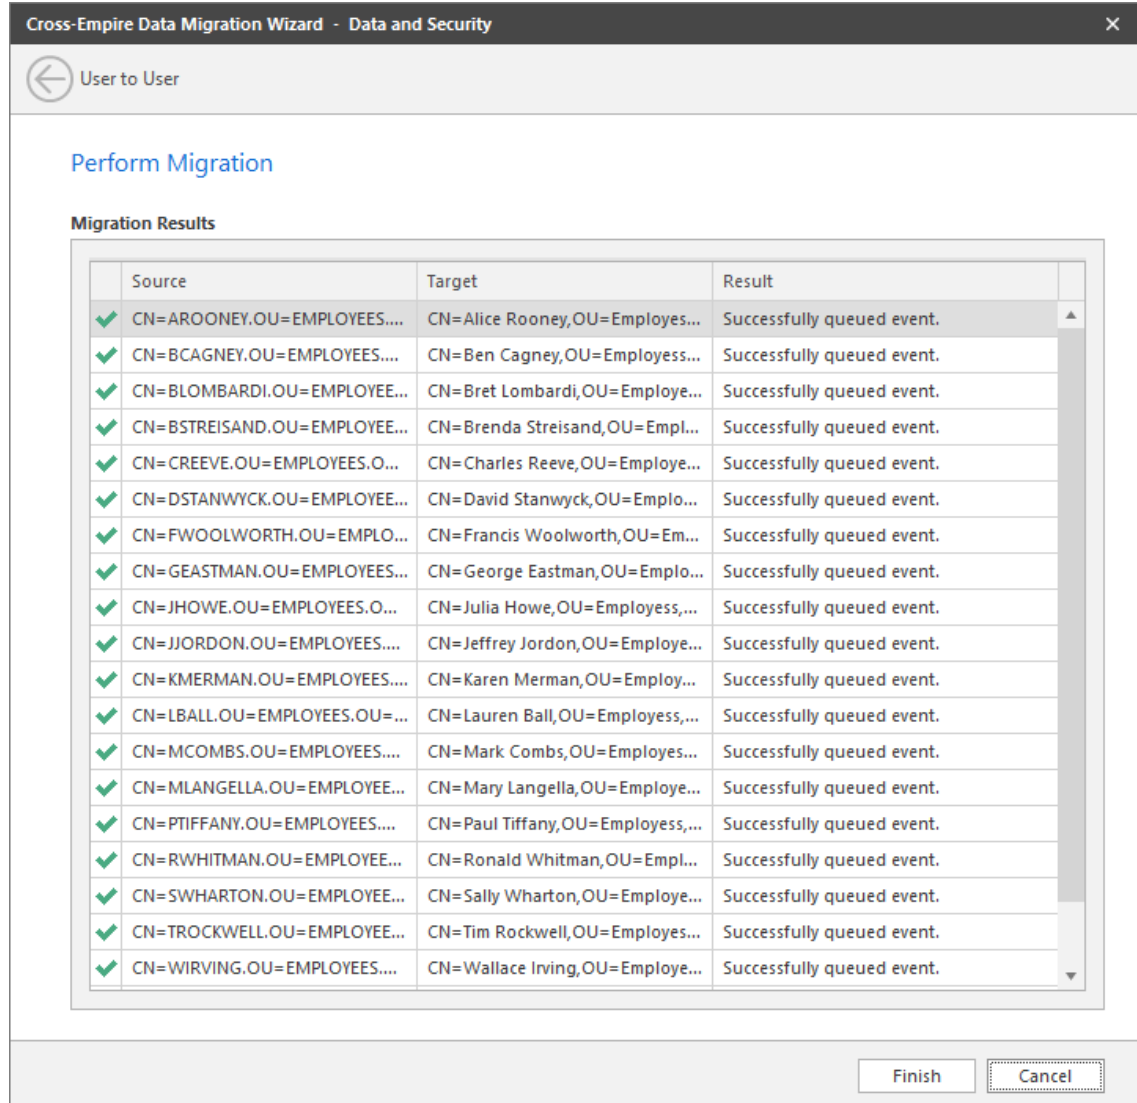 Cross-Empire Data Migration Wizard - Data and Security
User to User
Perform Migration
Migration Results
Source Target Result
CN=AROONEY.OU=EMPLOYEES.... CN=Alice Rooney,OU=Employes... Successfully queued event.
CN=BCAGNEY.OU=EMPLOYEES.... CN=Ben Cagney,OU=Employess... Successfully queued event.
CN=BLOMBARDI.OU=EMPLOYEE... CN=Bret Lombardi,OU=Employe... Successfully queued event.
CN=BSTREISAND.OU=EMPLOYEE... CN=Brenda Streisand,OU=Empl... Successfully queued event.
CN=CREEVE.OU=EMPLOYEES.O... CN=Charles Reeve,OU=Employe... Successfully queued event.
CN=DSTANWYCK.OU=EMPLOYEE... CN=David Stanwyck,OU=Emplo... Successfully queued event.
CN=FWOOLWORTH.OU=EMPLO... CN=Francis Woolworth,OU=Em... Successfully queued event.
CN=GEASTMAN.OU=EMPLOYEES... CN=George Eastman,OU=Emplo... Successfully queued event.
CN=JHOWE.OU=EMPLOYEES.O... CN=Julia Howe,OU=Employess,... Successfully queued event.
CN=JJORDON.OU=EMPLOYEES.... CN=Jeffrey Jordon,OU=Employe... Successfully queued event.
CN=KMERMAN.OU=EMPLOYEES.... CN=Karen Merman,OU=Employ... Successfully queued event.
CN=LBALL.OU=EMPLOYEES.OU=... CN=Lauren Ball,OU=Employess,... Successfully queued event.
CN=MCOMBS.OU=EMPLOYEES.... CN=Mark Combs,OU=Employes... Successfully queued event.
CN=MLANGELLA.OU=EMPLOYEE... CN=Mary Langella,OU=Employe... Successfully queued event.
CN=PTIFFANY.OU=EMPLOYEES.... CN=Paul Tiffany,OU=Employess,... Successfully queued event.
CN=RWHITMAN.OU=EMPLOYEE... CN=Ronald Whitman,OU=Empl... Successfully queued event.
CN=SWHARTON.OU=EMPLOYEE... CN=Sally Wharton,OU=Employe... Successfully queued event.
CN=TROCKWELL.OU=EMPLOYEE... CN=Tim Rockwell,OU=Employes... Successfully queued event.
CN=WIRVING.OU=EMPLOYEES.... CN=Wallace Irving,OU=Employe... Successfully queued event.
Finish Cancel